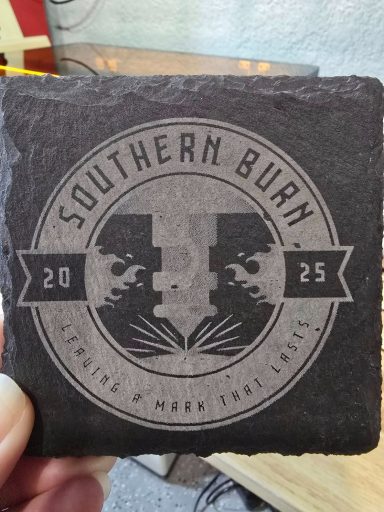 SOUTHERN BURN
20 25
LEAVING A MARK THAT LASTS